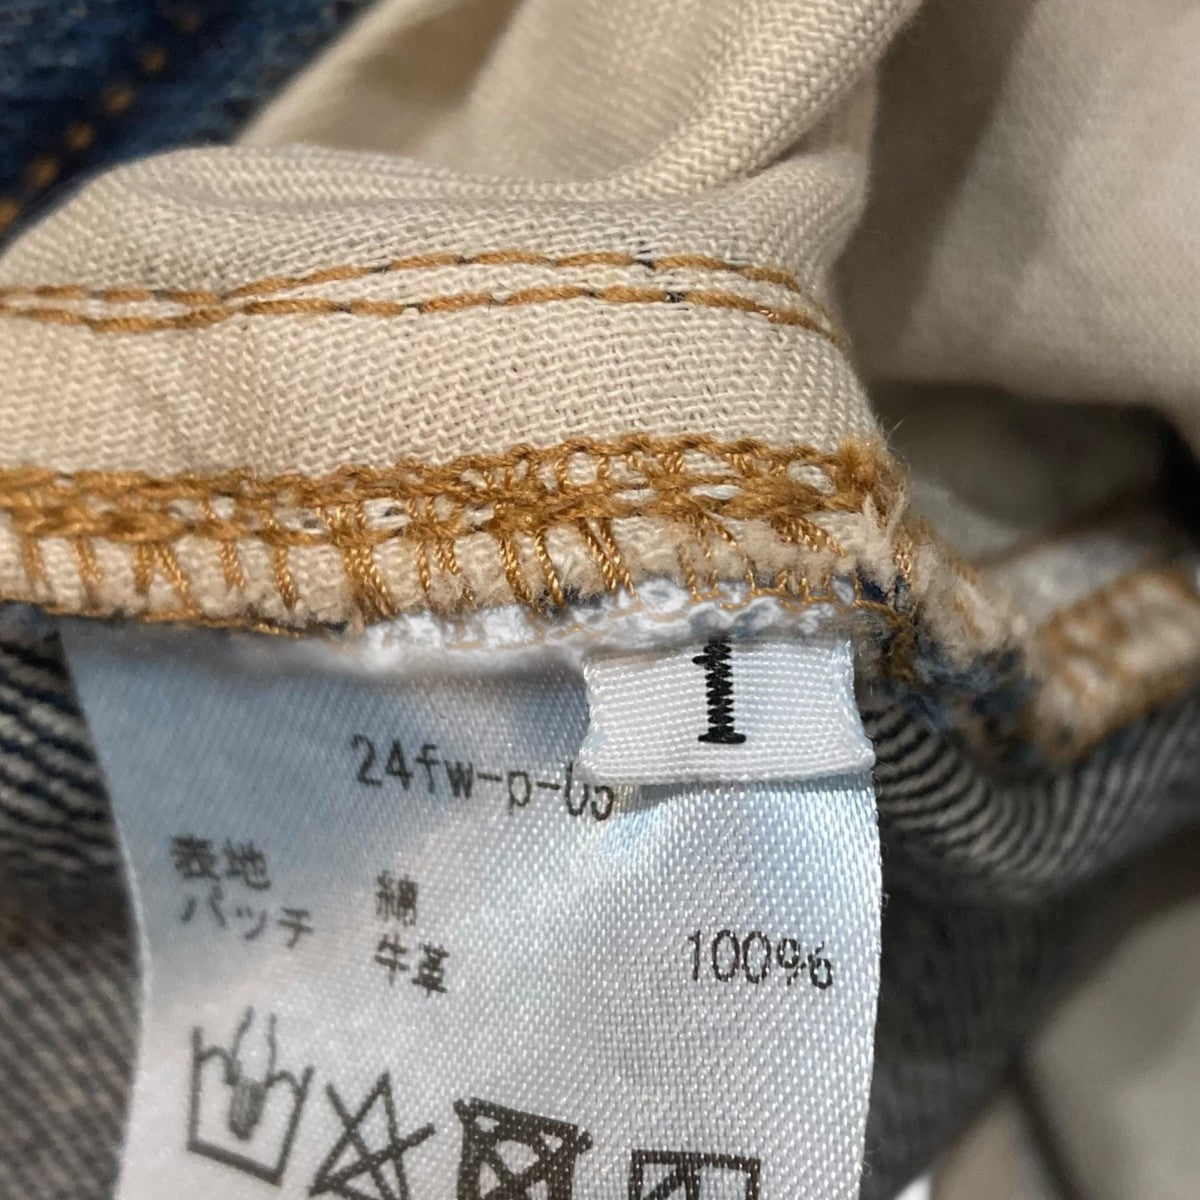 1
24fw-p-05
表地 綿 100%
パッチ 牛革